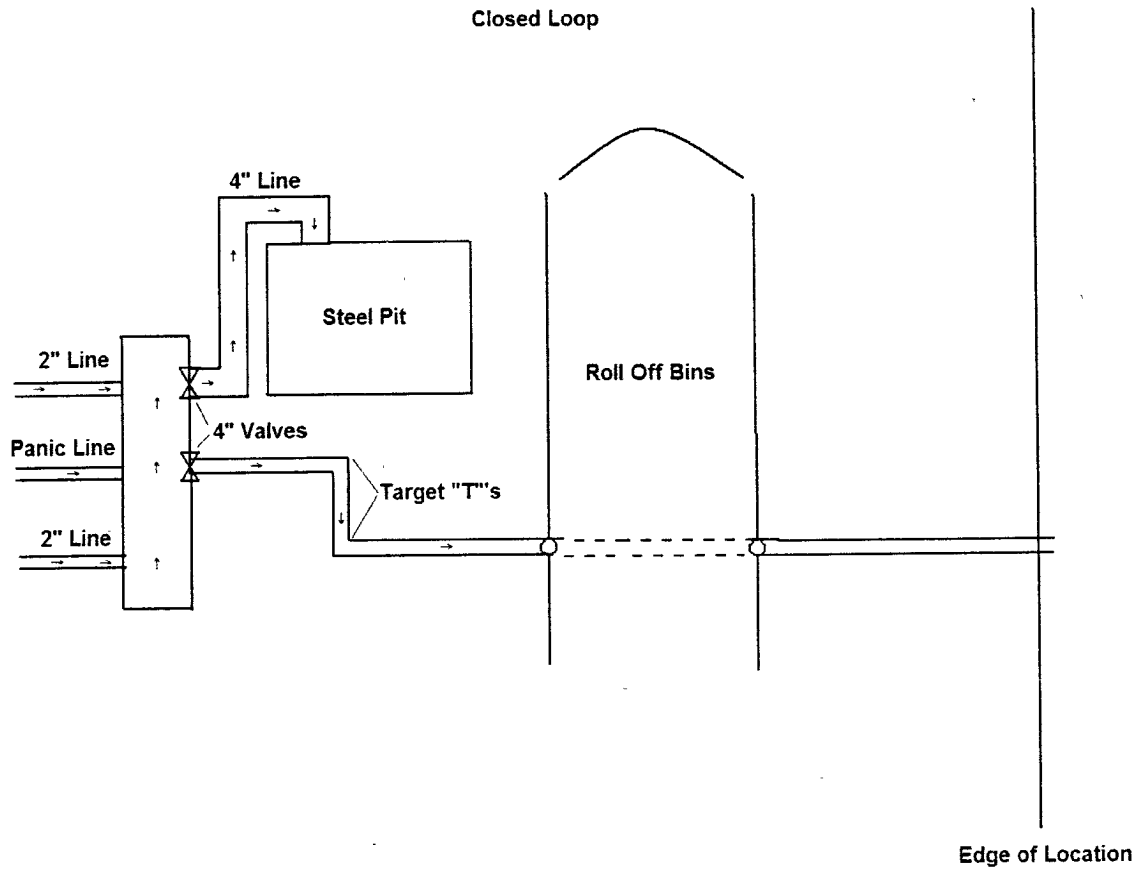 Closed Loop
4" Line
Steel Pit
2" Line
Roll Off Bins
4" Valves
Panic Line
Target "T"'s
2" Line
Edge of Location